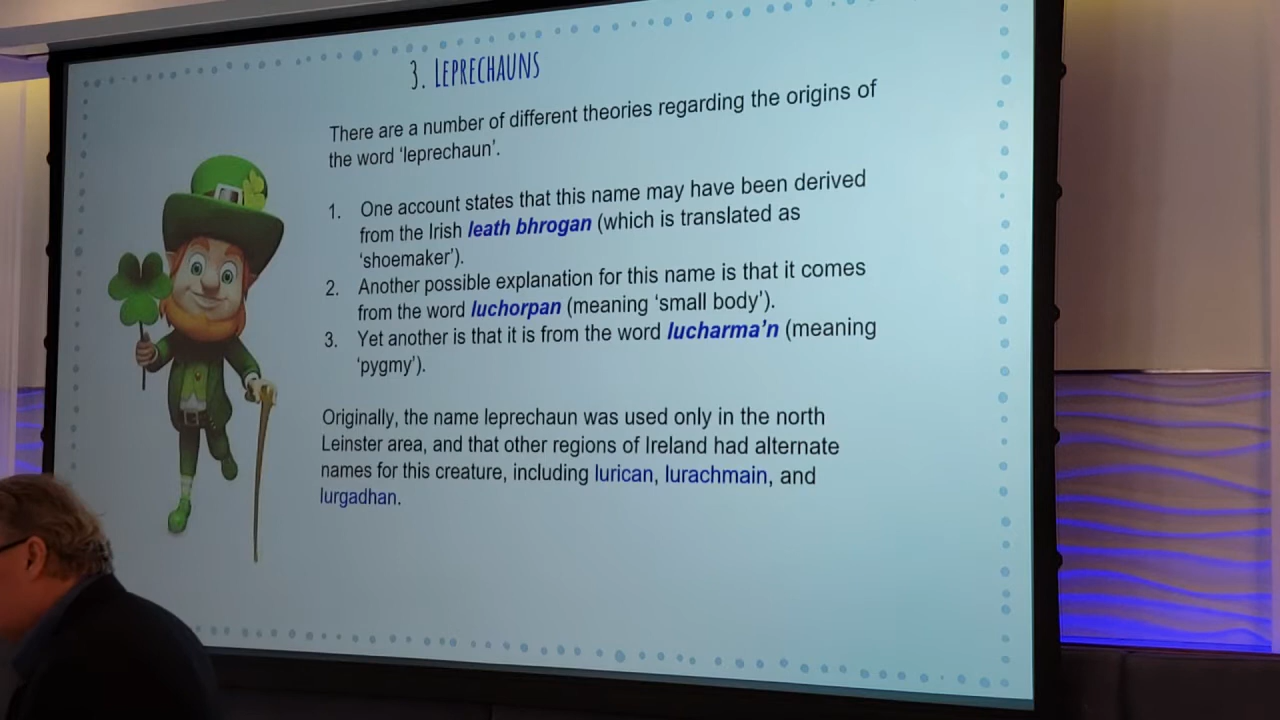 3. LEPRECHAUNS
There are a number of different theories regarding the origins of
the word ‘leprechaun’.
1. One account states that this name may have been derived
from the Irish leath bhrogan (which is translated as
‘shoemaker’).
2. Another possible explanation for this name is that it comes
from the word luchorpan (meaning ‘small body’).
3. Yet another is that it is from the word lucharma’n (meaning
‘pygmy’).
Originally, the name leprechaun was used only in the north
Leinster area, and that other regions of Ireland had alternate
names for this creature, including lurican, lurachmain, and
lurgadhan.